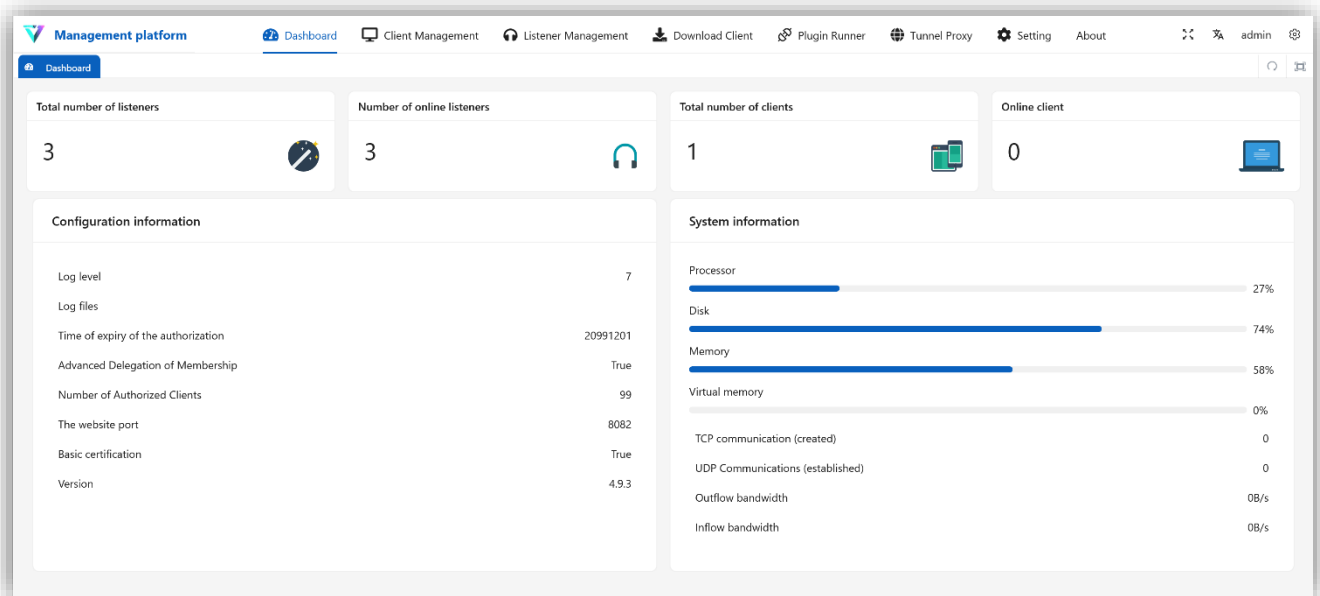 Management platform
Dashboard
Client Management
Listener Management
Download Client
Plugin Runner
Tunnel Proxy
Setting
About
admin
Dashboard
Total number of listeners
3
Number of online listeners
3
Total number of clients
1
Online client
0
Configuration information
Log level 7
Log files
Time of expiry of the authorization 20991201
Advanced Delegation of Membership True
Number of Authorized Clients 99
The website port 8082
Basic certification True
Version 4.9.3
System information
Processor
27%
Disk
74%
Memory
58%
Virtual memory
0%
TCP communication (created) 0
UDP Communications (established) 0
Outflow bandwidth 0B/s
Inflow bandwidth 0B/s